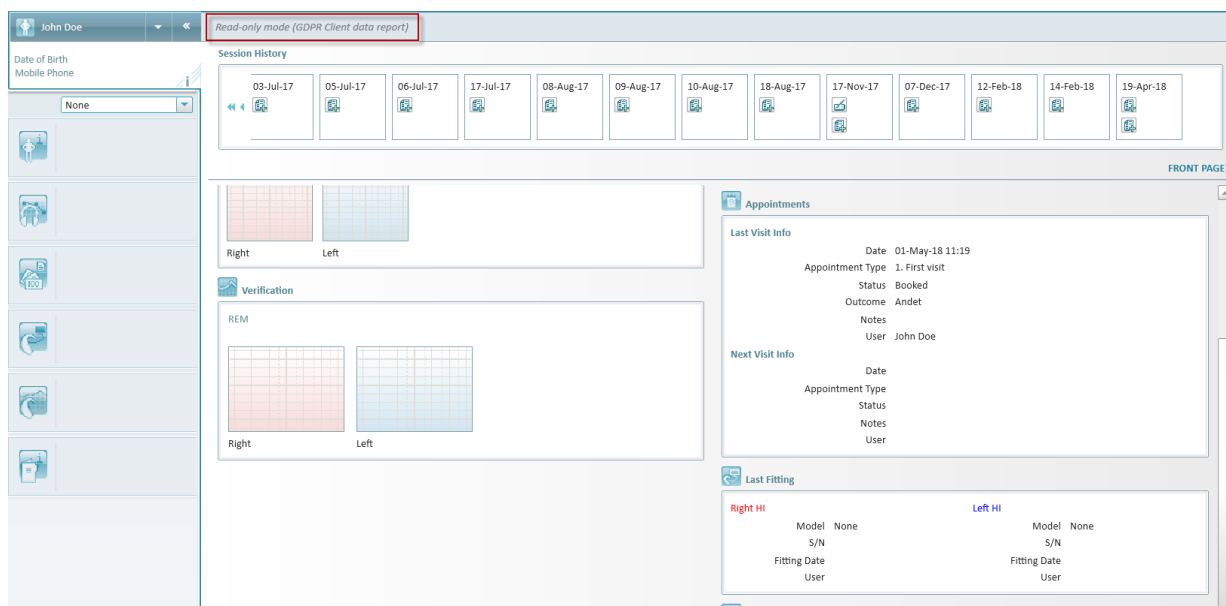 John Doe
Read-only mode (GDPR Client data report)
Date of Birth
Mobile Phone
None
Session History
03-Jul-17 05-Jul-17 06-Jul-17 17-Jul-17 08-Aug-17 09-Aug-17 10-Aug-17 18-Aug-17 17-Nov-17 07-Dec-17 12-Feb-18 14-Feb-18 19-Apr-18
FRONT PAGE
Right Left
Verification
REM
Right Left
Appointments
Last Visit Info
Date 01-May-18 11:19
Appointment Type 1. First visit
Status Booked
Outcome Andet
Notes
User John Doe
Next Visit Info
Date
Appointment Type
Status
Notes
User
Last Fitting
Right HI Left HI
Model None Model None
S/N S/N
Fitting Date Fitting Date
User User